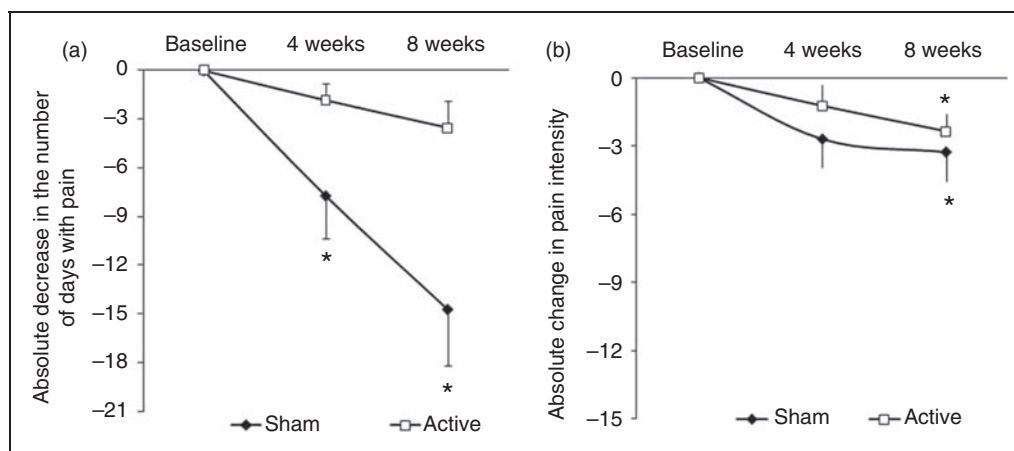 (a)
Baseline 4 weeks 8 weeks
0
–3
–6
–9
–12
–15
–18
–21
Absolute decrease in the number
of days with pain
*
*
Sham Active
(b)
Baseline 4 weeks 8 weeks
0
–3
–6
–9
–12
–15
Absolute change in pain intensity
*
*
Sham Active